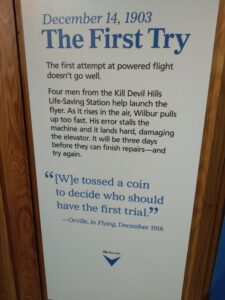 December 14, 1903
The First Try
The first attempt at powered flight
doesn't go well.
Four men from the Kill Devil Hills
Life-Saving Station help launch the
flyer. As it rises in the air, Wilbur pulls
up too fast. His error stalls the
machine and it lands hard, damaging
the elevator. It will be three days
before they can finish repairs—and
try again.
“[W]e tossed a coin
to decide who should
have the first trial.”
—Orville, in Flying, December 1918